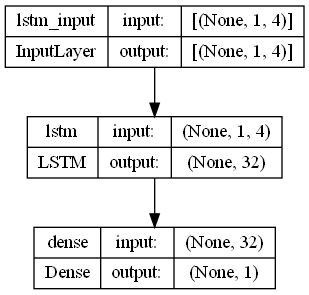 lstm_input input: [(None, 1, 4)]
InputLayer output: [(None, 1, 4)]
lstm input: (None, 1, 4)
LSTM output: (None, 32)
dense input: (None, 32)
Dense output: (None, 1)